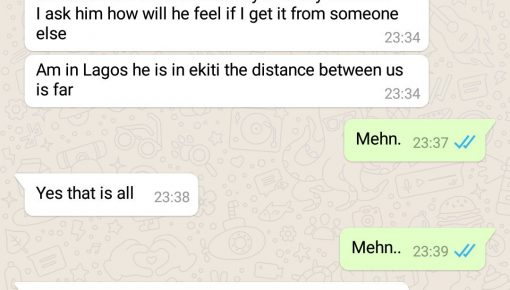 I ask him how will he feel if I get it from someone
else
23:34
Am in Lagos he is in ekiti the distance between us
is far
23:34
Mehn. 23:37
Yes that is all 23:38
Mehn.. 23:39